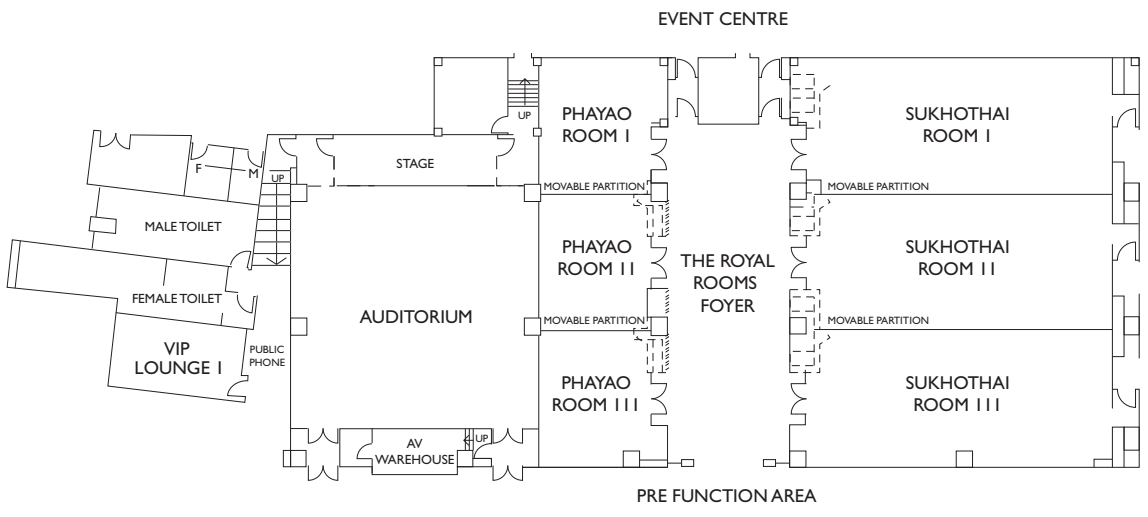 EVENT CENTRE
PHAYAO
ROOM I
SUKHOTHAI
ROOM I
UP
STAGE
F
M
UP
MOVABLE PARTITION
MOVABLE PARTITION
MALE TOILET
PHAYAO
ROOM II
THE ROYAL
ROOMS
FOYER
SUKHOTHAI
ROOM II
FEMALE TOILET
AUDITORIUM
MOVABLE PARTITION
MOVABLE PARTITION
VIP
LOUNGE I
PUBLIC
PHONE
PHAYAO
ROOM III
SUKHOTHAI
ROOM III
AV
WAREHOUSE
UP
PRE FUNCTION AREA